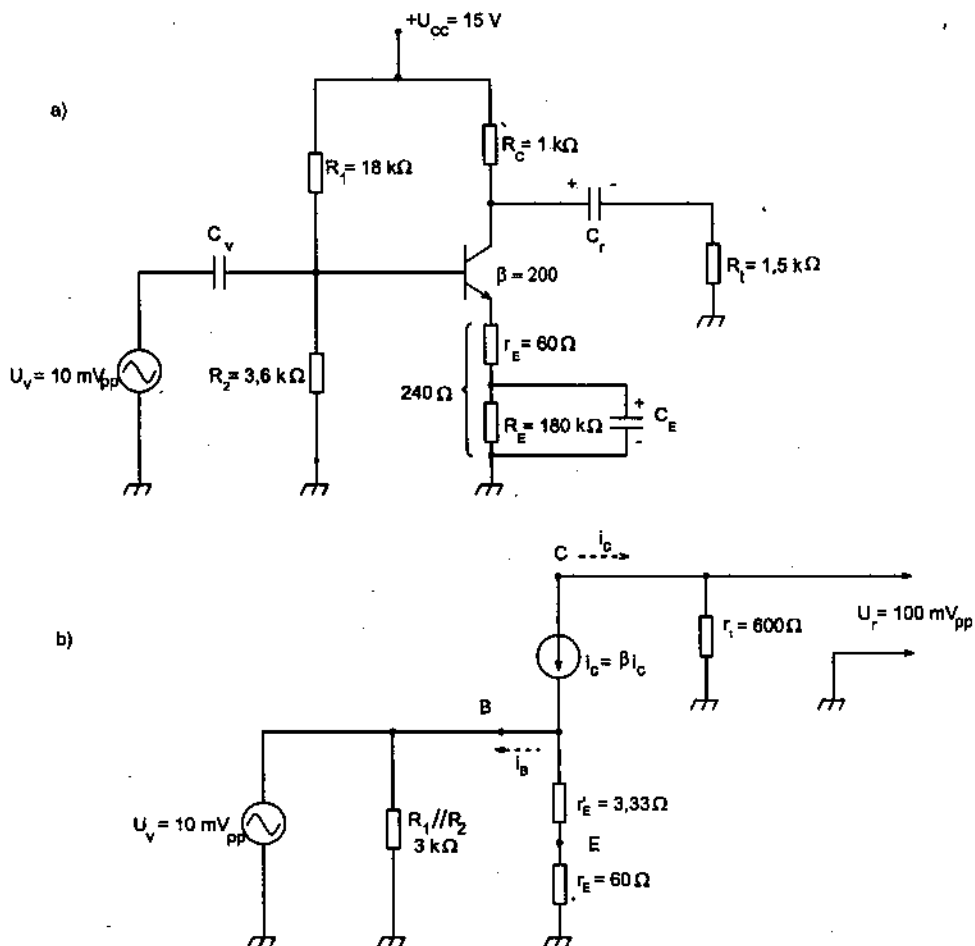 +U_cc = 15 V
a)
R_C = 1 kΩ
R_1 = 18 kΩ
+ -
C_r
C_v
R_t = 1,5 kΩ
β = 200
r_E = 60 Ω
U_v = 10 mV_pp
R_2 = 3,6 kΩ
240 Ω
+
R_E = 180 kΩ
C_E
-
i_c
C
U_r = 100 mV_pp
r_t = 600 Ω
b)
i_c = β i_c
B
i_B
r'_E = 3,33 Ω
U_v = 10 mV_pp
R_1//R_2
3 kΩ
E
r_E = 60 Ω